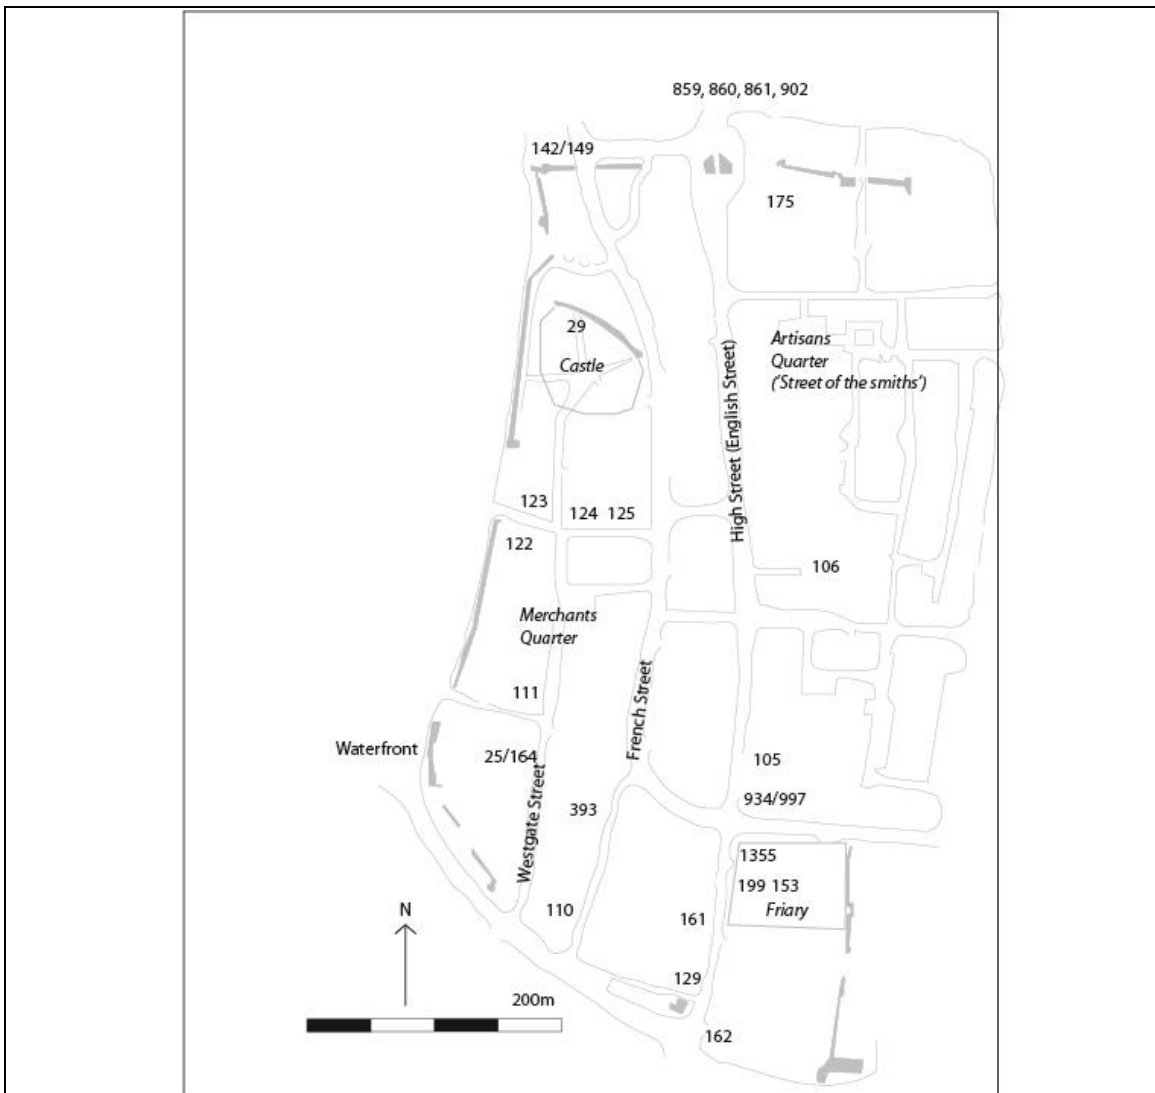 859, 860, 861, 902
142/149
175
29
Castle
Artisans
Quarter
('Street of the smiths')
High Street (English Street)
123
124 125
122
106
Merchants
Quarter
French Street
111
Waterfront
25/164
105
Westgate Street
393
934/997
1355
199 153
Friary
110
161
N
129
200m
162